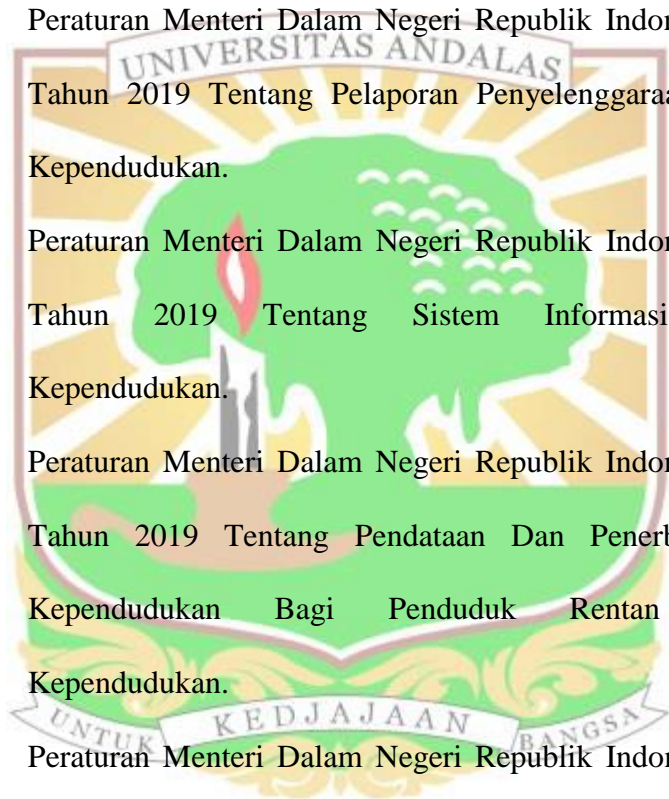 Peraturan Menteri Dalam Negeri Republik Indo
UNIVERSITAS ANDALAS
Tahun 2019 Tentang Pelaporan Penyelenggara
Kependudukan.
Peraturan Menteri Dalam Negeri Republik Indo
Tahun 2019 Tentang Sistem Informasi
Kependudukan.
Peraturan Menteri Dalam Negeri Republik Indo
Tahun 2019 Tentang Pendataan Dan Penerb
Kependudukan Bagi Penduduk Rentan
Kependudukan.
UNTUK KEDJAJAAN BANGSA
Peraturan Menteri Dalam Negeri Republik Indo